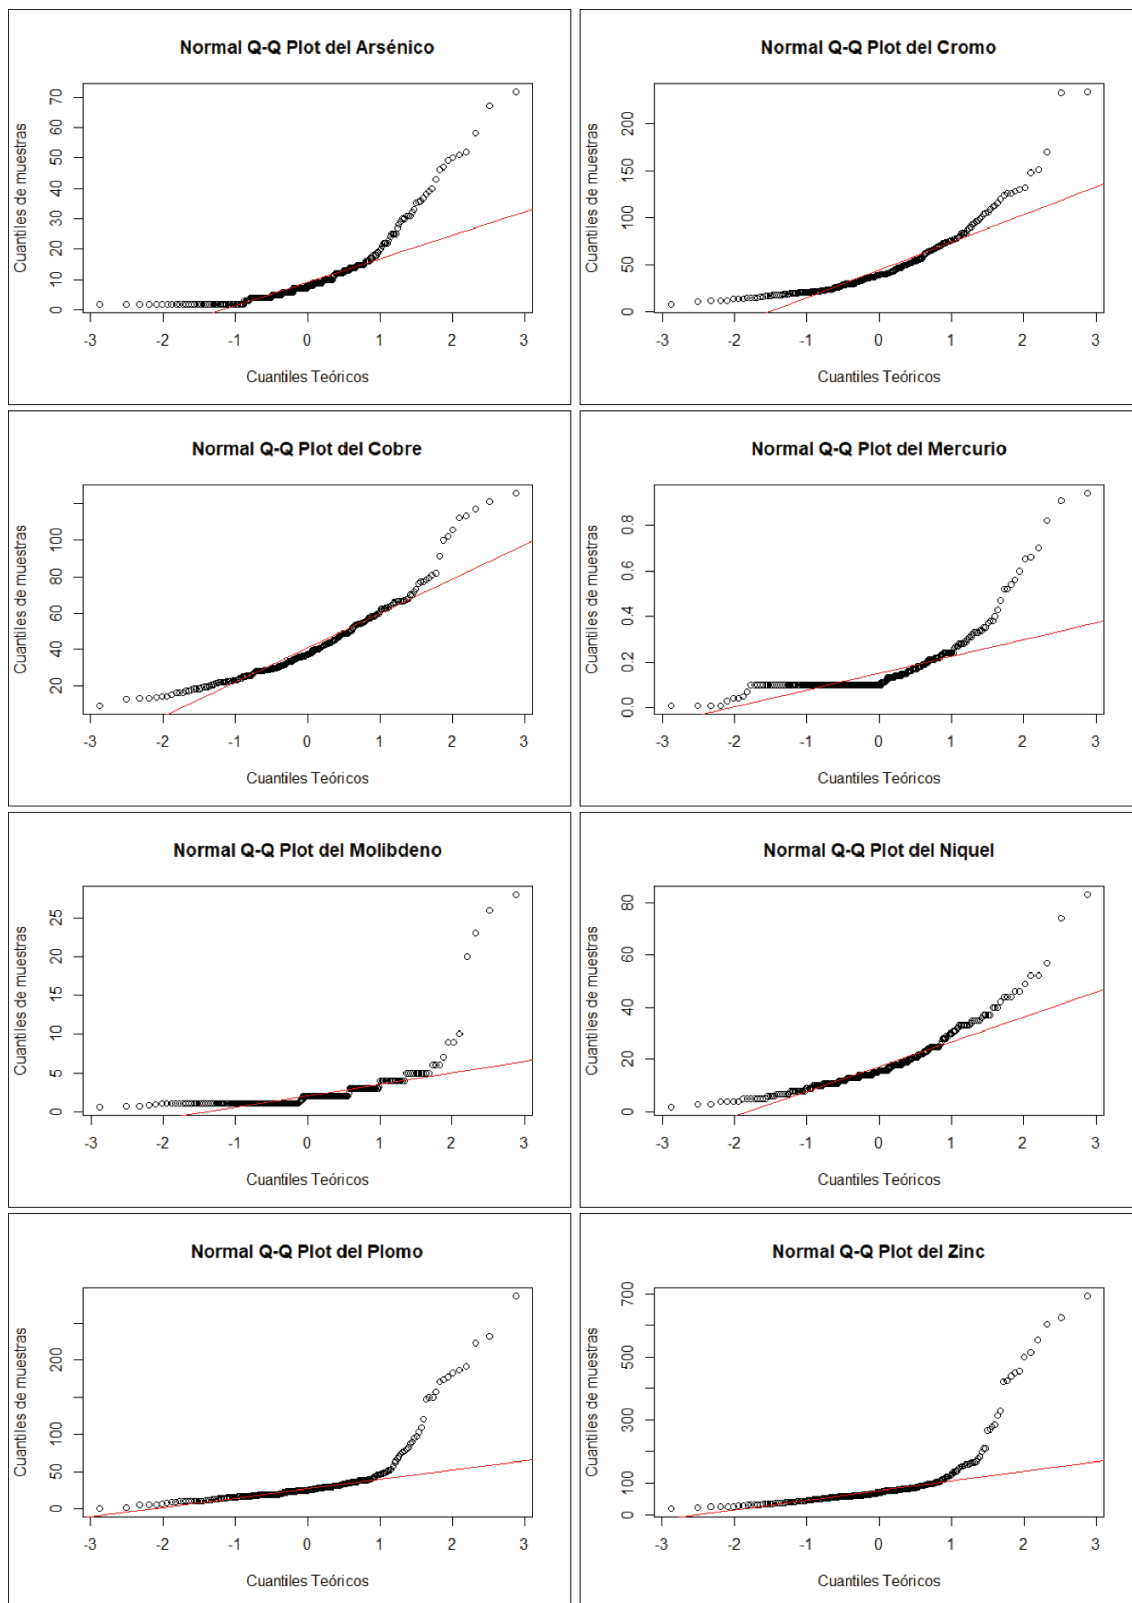 Normal Q-Q Plot del Arsénico
Cuantiles de muestras
0 10 20 30 40 50 60 70
-3 -2 -1 0 1 2 3
Cuantiles Teóricos
Normal Q-Q Plot del Cromo
Cuantiles de muestras
0 50 100 150 200
-3 -2 -1 0 1 2 3
Cuantiles Teóricos
Normal Q-Q Plot del Cobre
Cuantiles de muestras
20 40 60 80 100
-3 -2 -1 0 1 2 3
Cuantiles Teóricos
Normal Q-Q Plot del Mercurio
Cuantiles de muestras
0.0 0.2 0.4 0.6 0.8
-3 -2 -1 0 1 2 3
Cuantiles Teóricos
Normal Q-Q Plot del Molibdeno
Cuantiles de muestras
0 5 10 15 20 25
-3 -2 -1 0 1 2 3
Cuantiles Teóricos
Normal Q-Q Plot del Niquel
Cuantiles de muestras
0 20 40 60 80
-3 -2 -1 0 1 2 3
Cuantiles Teóricos
Normal Q-Q Plot del Plomo
Cuantiles de muestras
0 50 100 200
-3 -2 -1 0 1 2 3
Cuantiles Teóricos
Normal Q-Q Plot del Zinc
Cuantiles de muestras
0 100 300 500 700
-3 -2 -1 0 1 2 3
Cuantiles Teóricos